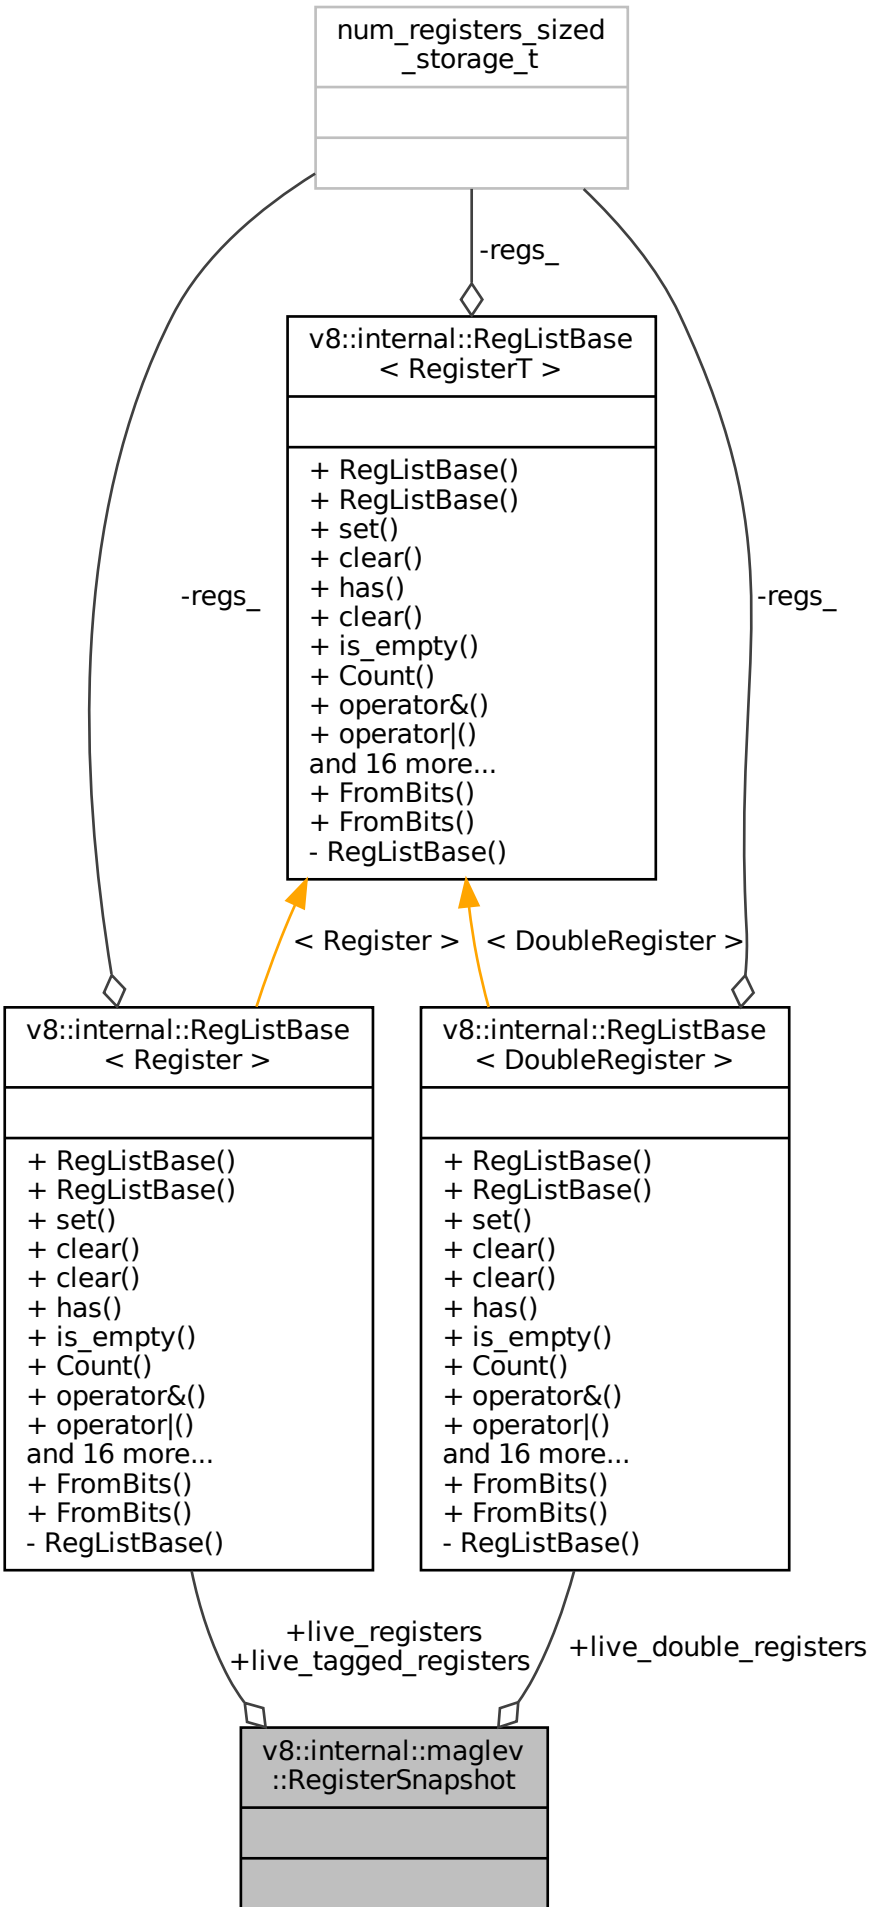 num_registers_sized
_storage_t
-regs_
v8::internal::RegListBase
< RegisterT >
+ RegListBase()
+ RegListBase()
+ set()
+ clear()
+ has()
+ clear()
+ is_empty()
+ Count()
+ operator&()
+ operator|()
and 16 more...
+ FromBits()
+ FromBits()
- RegListBase()
-regs_
-regs_
< Register >
< DoubleRegister >
v8::internal::RegListBase
< Register >
+ RegListBase()
+ RegListBase()
+ set()
+ clear()
+ clear()
+ has()
+ is_empty()
+ Count()
+ operator&()
+ operator|()
and 16 more...
+ FromBits()
+ FromBits()
- RegListBase()
v8::internal::RegListBase
< DoubleRegister >
+ RegListBase()
+ RegListBase()
+ set()
+ clear()
+ clear()
+ has()
+ is_empty()
+ Count()
+ operator&()
+ operator|()
and 16 more...
+ FromBits()
+ FromBits()
- RegListBase()
+live_registers
+live_tagged_registers
+live_double_registers
v8::internal::maglev
::RegisterSnapshot